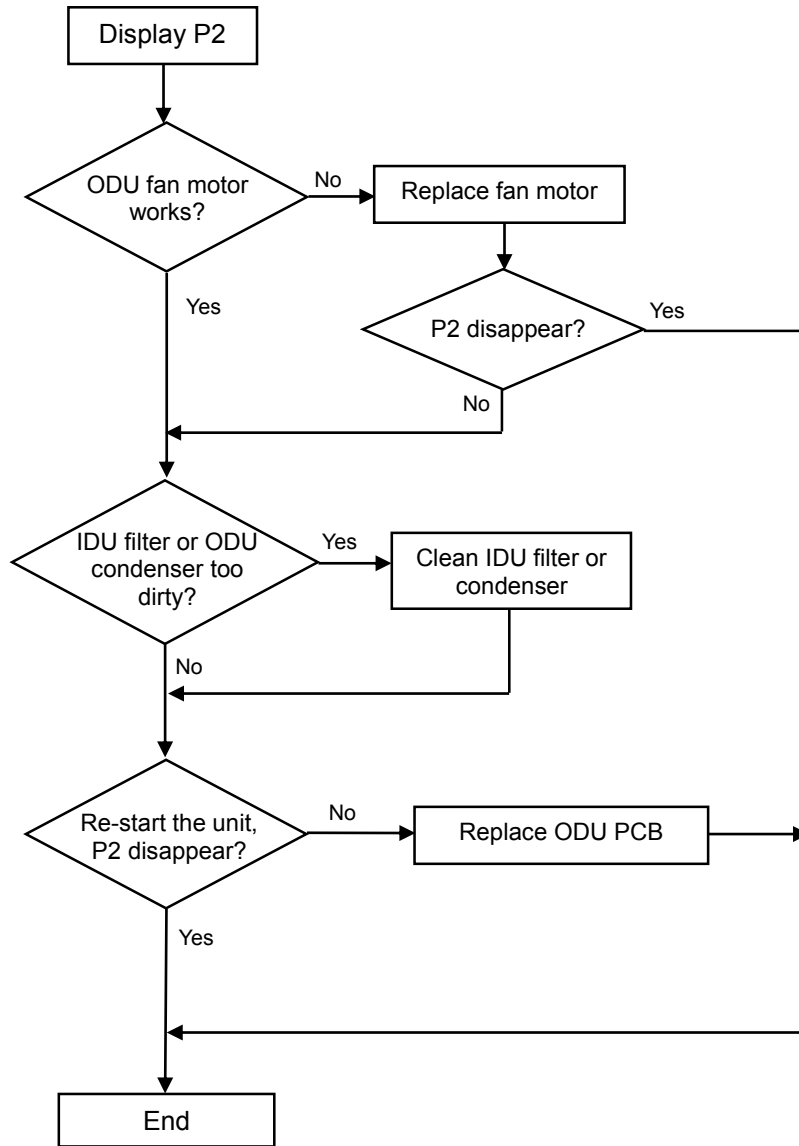 Display P2
ODU fan motor
works?
No
Replace fan motor
Yes
P2 disappear?
Yes
No
IDU filter or ODU
condenser too
dirty?
Yes
Clean IDU filter or
condenser
No
Re-start the unit,
P2 disappear?
No
Replace ODU PCB
Yes
End